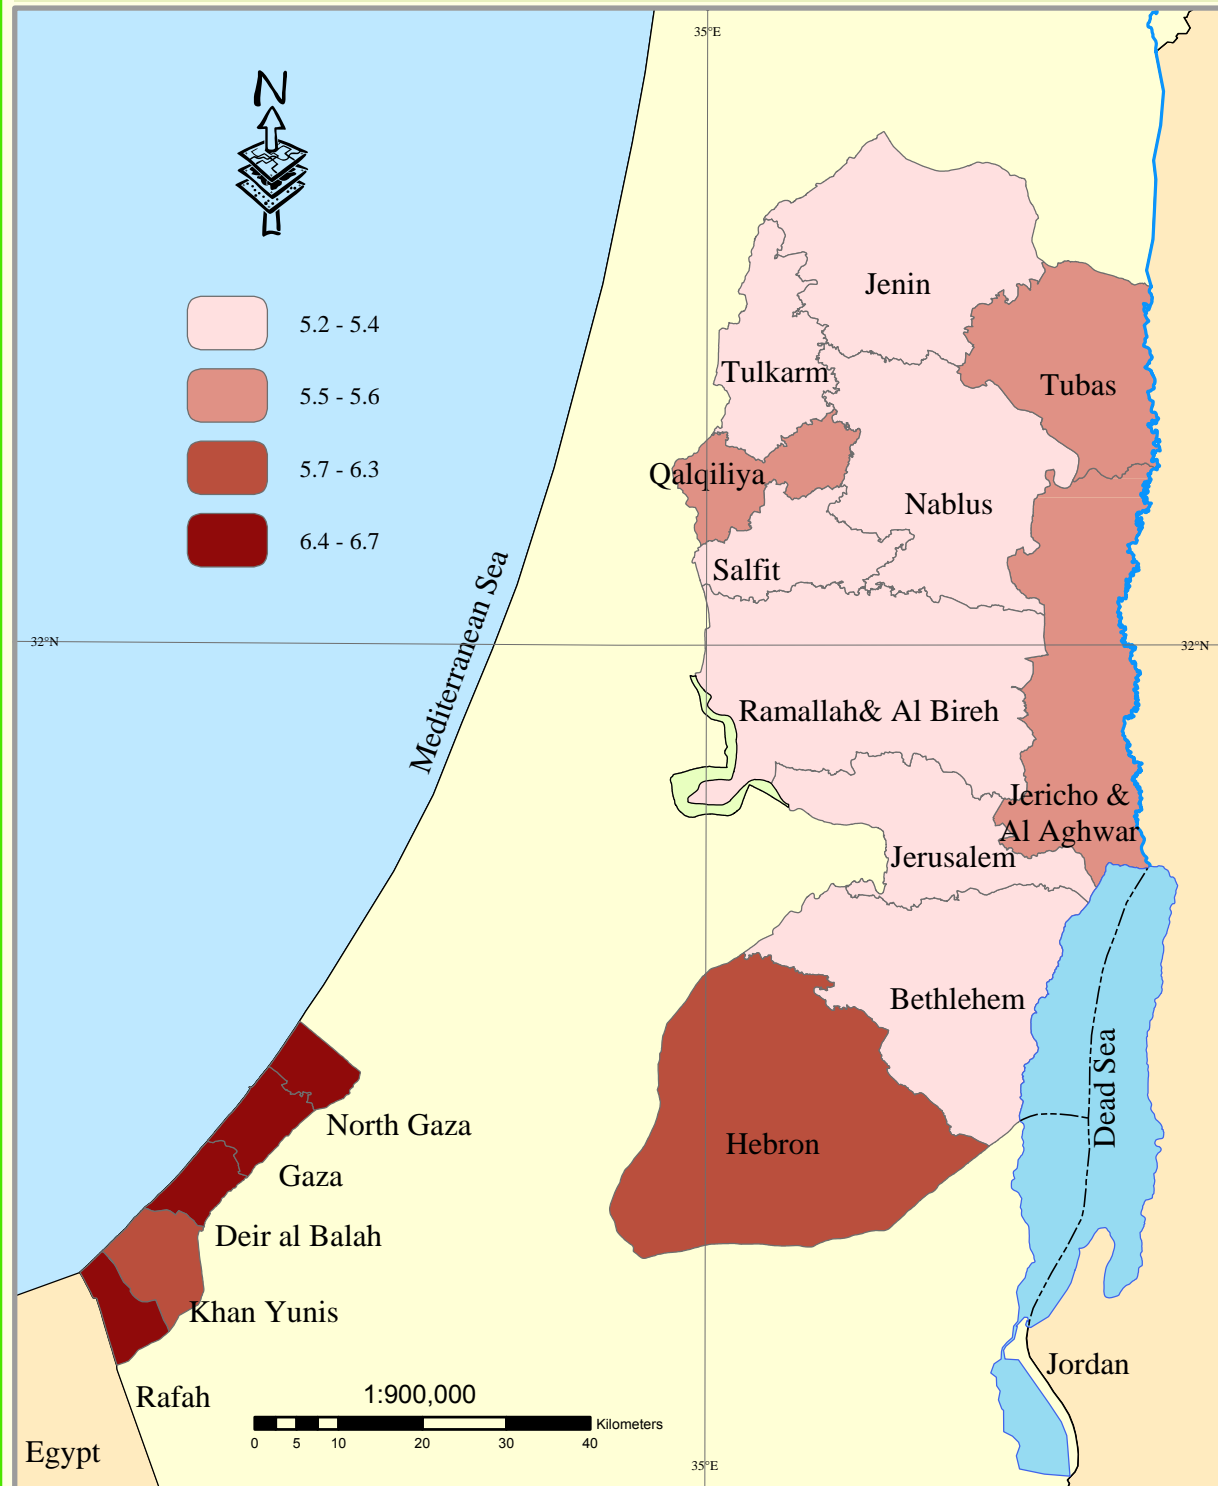 35°E
N
Jenin
5.2 - 5.4
Tulkarm
Tubas
5.5 - 5.6
Qalqiliya
5.7 - 6.3
Nablus
6.4 - 6.7
Salfit
Mediterranean Sea
32°N
32°N
Ramallah& Al Bireh
Jericho &
Al Aghwar
Jerusalem
Bethlehem
Dead Sea
North Gaza
Hebron
Gaza
Deir al Balah
Khan Yunis
Jordan
Rafah
1:900,000
Kilometers
0 5 10 20 30 40
Egypt
35°E